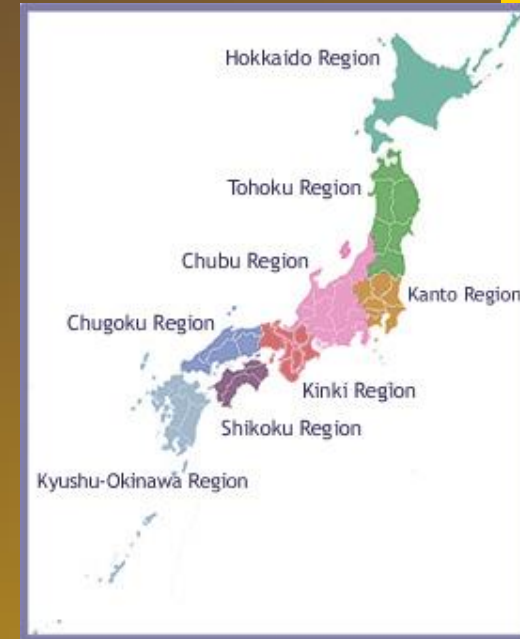 Hokkaido Region
Tohoku Region
Chubu Region
Kanto Region
Chugoku Region
Kinki Region
Shikoku Region
Kyushu-Okinawa Region